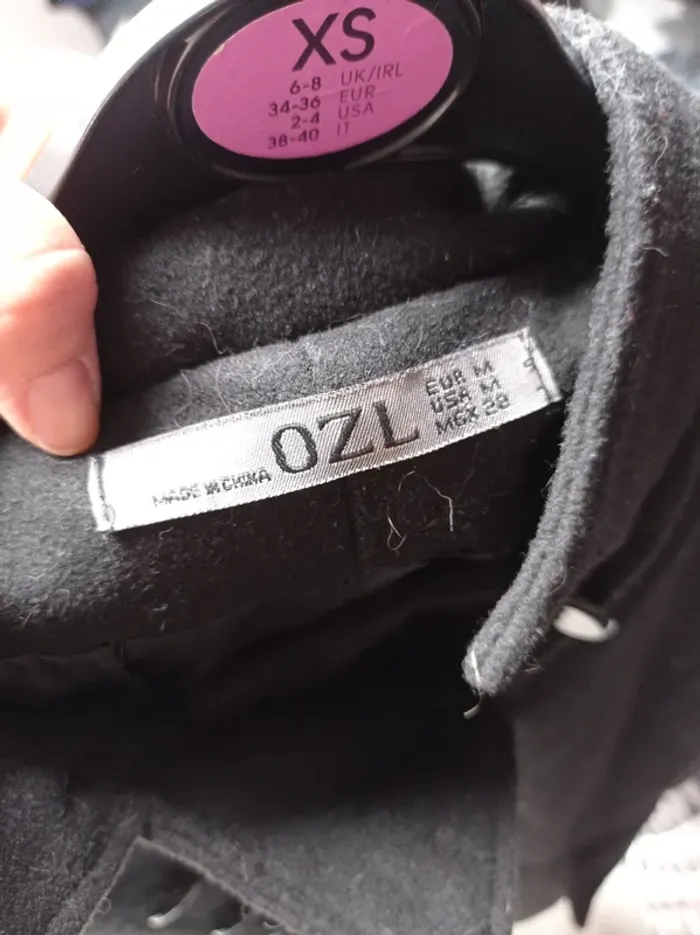 XS
6-8 UK/IRL
34-36 EUR
2-4 USA
38-40 IT
MADE IN CHINA
OZL
EUR M
USA M
MGX 28